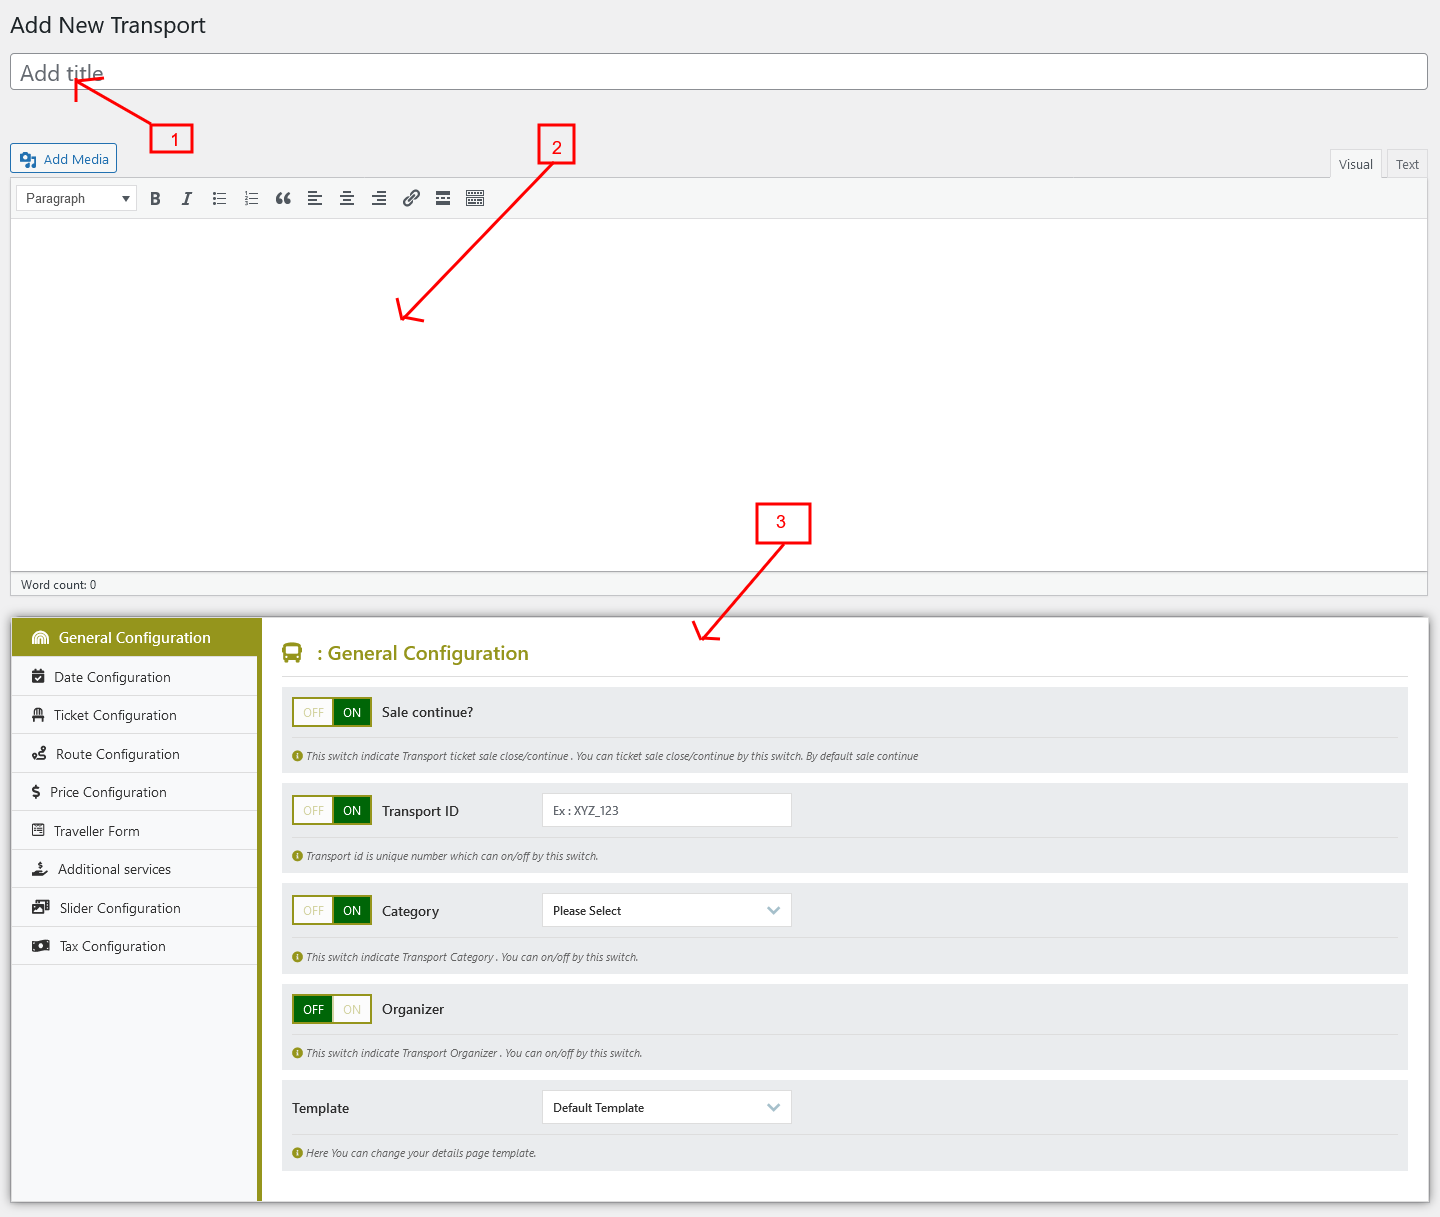 Add New Transport
Add title
1
2
Add Media
Visual Text
Paragraph
3
Word count: 0
General Configuration
Date Configuration
Ticket Configuration
Route Configuration
Price Configuration
Traveller Form
Additional services
Slider Configuration
Tax Configuration
: General Configuration
OFF ON Sale continue?
This switch indicate Transport ticket sale close/continue . You can ticket sale close/continue by this switch. By default sale continue
OFF ON Transport ID Ex : XYZ_123
Transport id is unique number which can on/off by this switch.
OFF ON Category Please Select
This switch indicate Transport Category . You can on/off by this switch.
OFF ON Organizer
This switch indicate Transport Organizer . You can on/off by this switch.
Template Default Template
Here You can change your details page template.